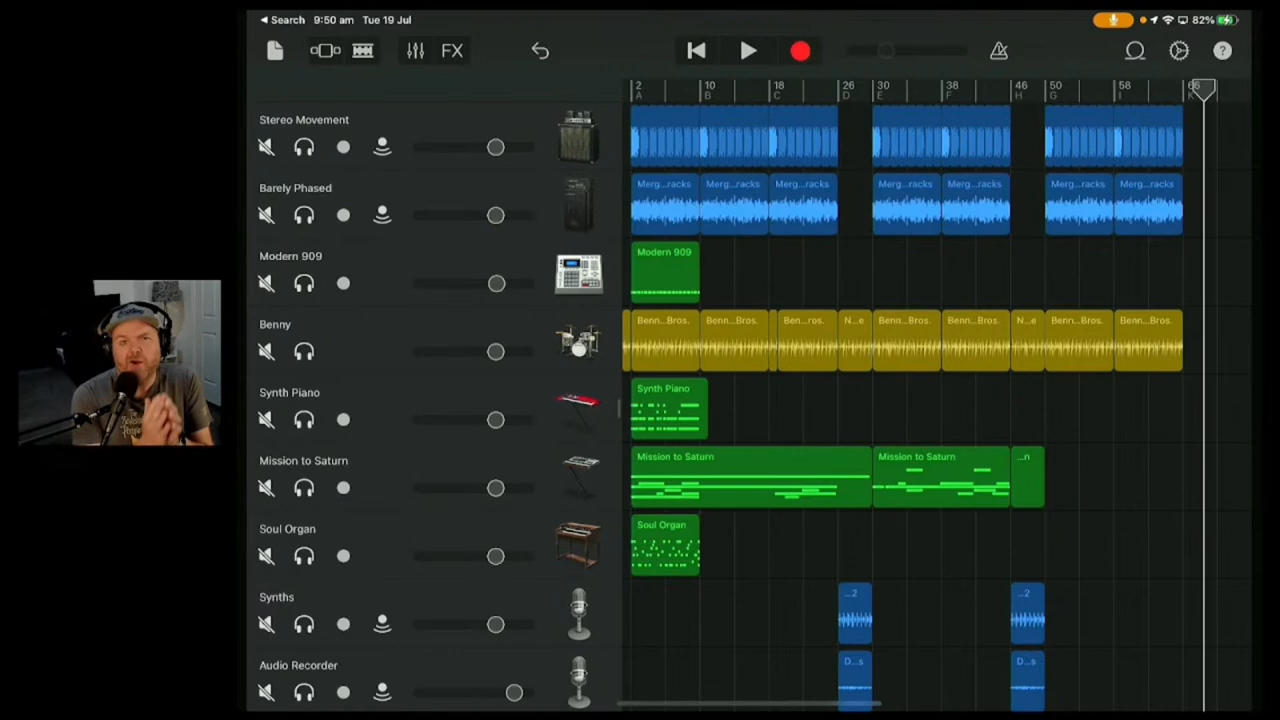 Search 9:50 am Tue 19 Jul 82%
FX
2 10 18 26 30 38 46 50 58 66
A B C D E F G H I
Stereo Movement
Barely Phased
Merg...racks Merg...racks Merg...racks Merg...racks Merg...racks Merg...racks Merg...racks
Modern 909
Modern 909
Benny
Benn...Bros. Benn...Bros. Ben...ros. N...e Benn...Bros. Benn...Bros. N...e Benn...Bros. Benn...Bros.
Synth Piano
Synth Piano
Mission to Saturn
Mission to Saturn Mission to Saturn ...n
Soul Organ
Soul Organ
Synths
...2 ...2
Audio Recorder
D...s D...s